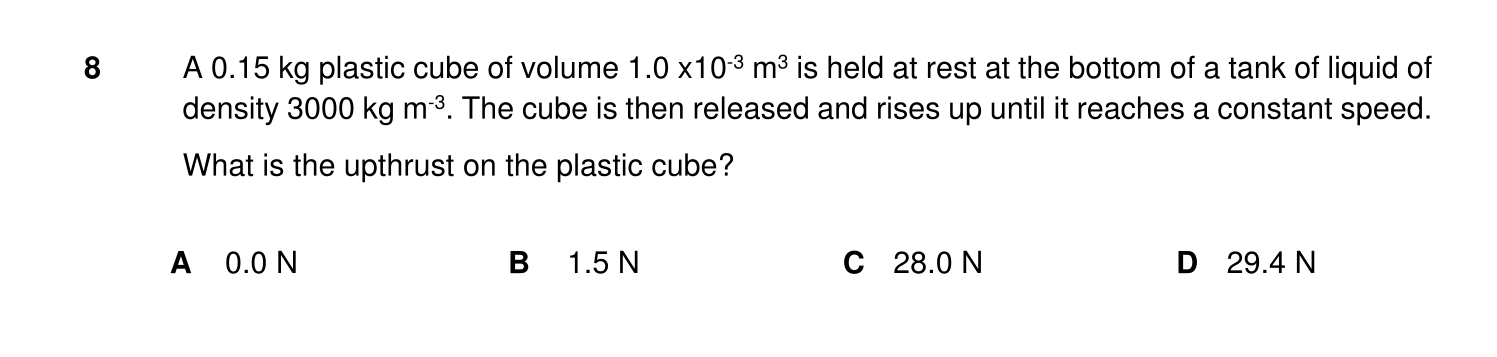 8 A 0.15 kg plastic cube of volume 1.0 x10⁻³ m³ is held at rest at the bottom of a tank of liquid of
density 3000 kg m⁻³. The cube is then released and rises up until it reaches a constant speed.
What is the upthrust on the plastic cube?
A 0.0 N B 1.5 N C 28.0 N D 29.4 N